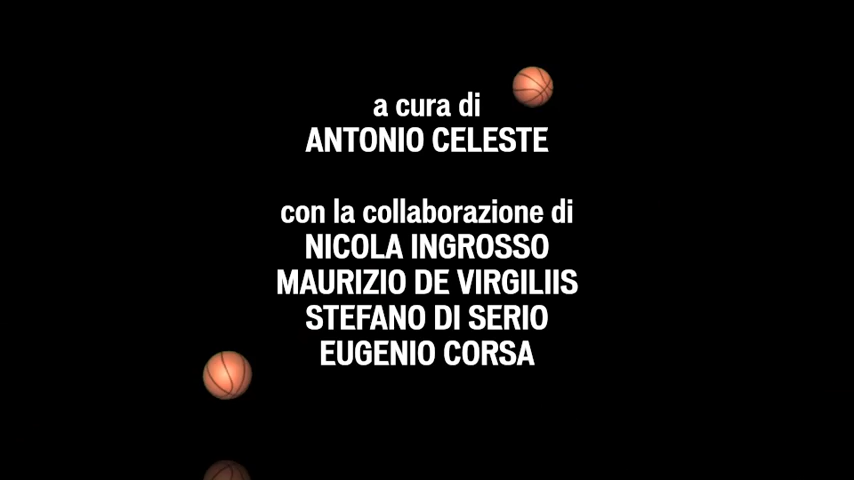 a cura di
ANTONIO CELESTE
con la collaborazione di
NICOLA INGROSSO
MAURIZIO DE VIRGILIIS
STEFANO DI SERIO
EUGENIO CORSA